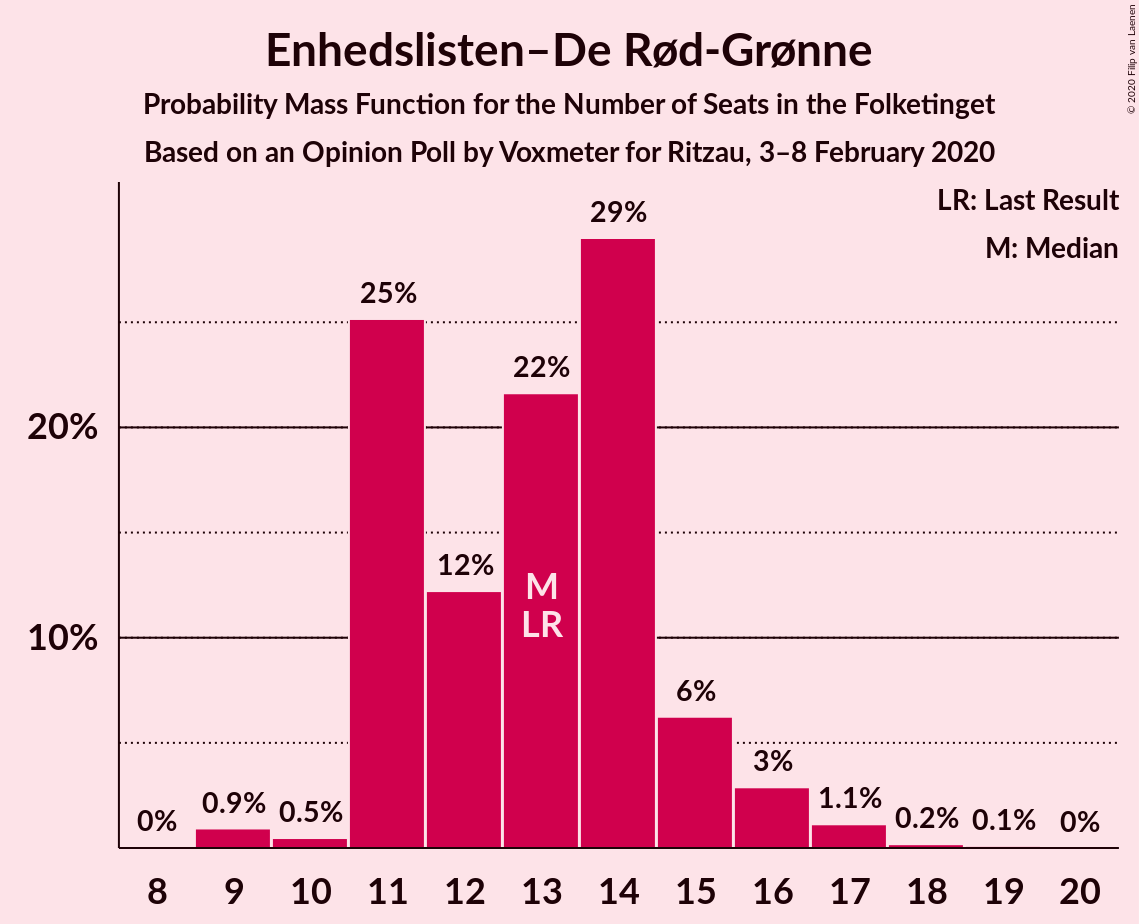 Enhedslisten–De Rød-Grønne
Probability Mass Function for the Number of Seats in the Folketinget
Based on an Opinion Poll by Voxmeter for Ritzau, 3–8 February 2020
© 2020 Filip van Laenen
LR: Last Result
M: Median
29%
25%
22%
20%
12%
M
LR
10%
6%
3%
0%
0.9%
0.5%
1.1%
0.2%
0.1%
0%
8 9 10 11 12 13 14 15 16 17 18 19 20